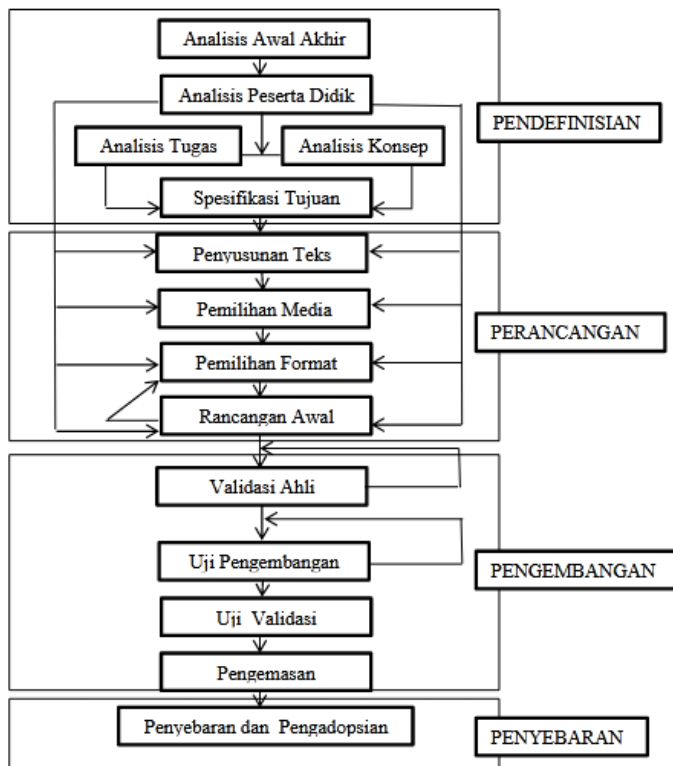 Analisis Awal Akhir
Analisis Peserta Didik
PENDEFINISIAN
Analisis Tugas
Analisis Konsep
Spesifikasi Tujuan
Penyusunan Teks
Pemilihan Media
PERANCANGAN
Pemilihan Format
Rancangan Awal
Validasi Ahli
Uji Pengembangan
PENGEMBANGAN
Uji Validasi
Pengemasan
Penyebaran dan Pengadopsian
PENYEBARAN